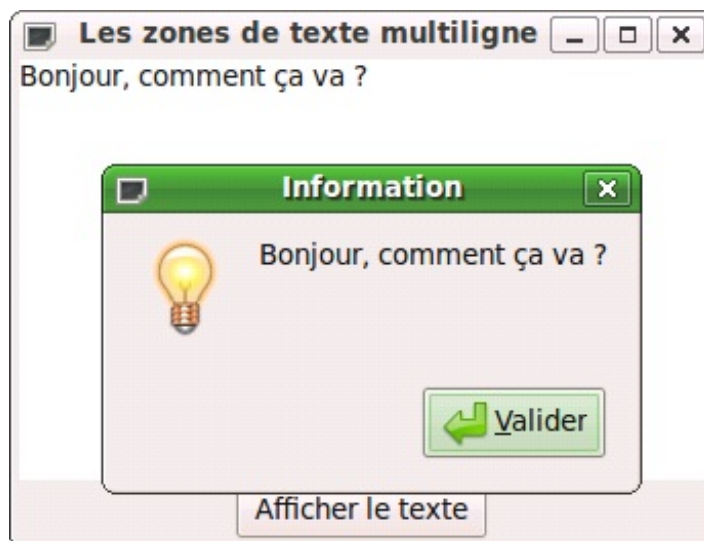 Les zones de texte multiligne
Bonjour, comment ça va ?
Information
Bonjour, comment ça va ?
Valider
Afficher le texte